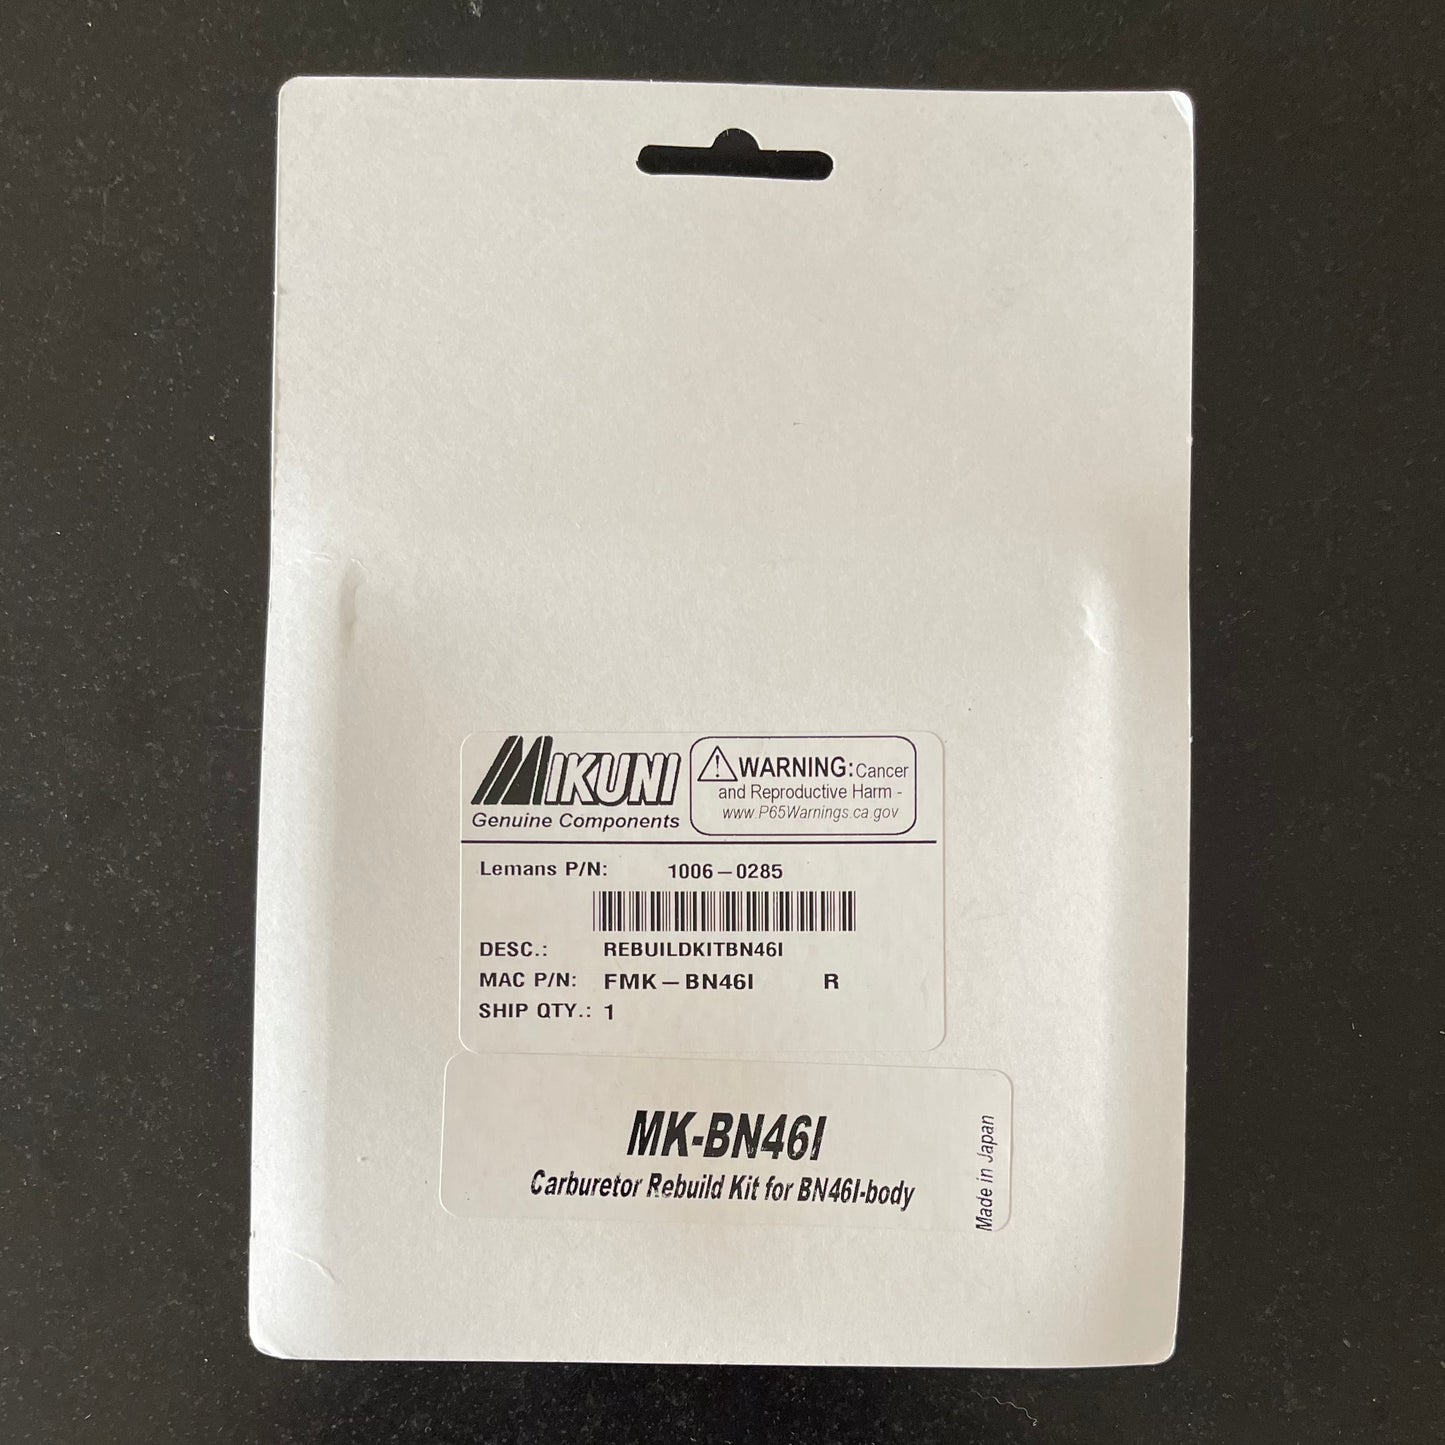 MIKUNI
Genuine Components
⚠WARNING: Cancer
and Reproductive Harm -
www.P65Warnings.ca.gov
Lemans P/N: 1006-0285
DESC.: REBUILDKITBN46I
MAC P/N: FMK-BN46I R
SHIP QTY.: 1
MK-BN46I
Carburetor Rebuild Kit for BN46I-body
Made in Japan